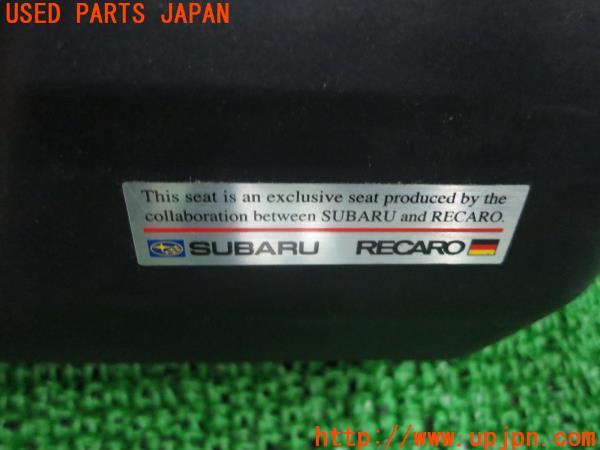 USED PARTS JAPAN
This seat is an exclusive seat produced by the
collaboration between SUBARU and RECARO.
SUBARU RECARO
http://www.upjpn.com